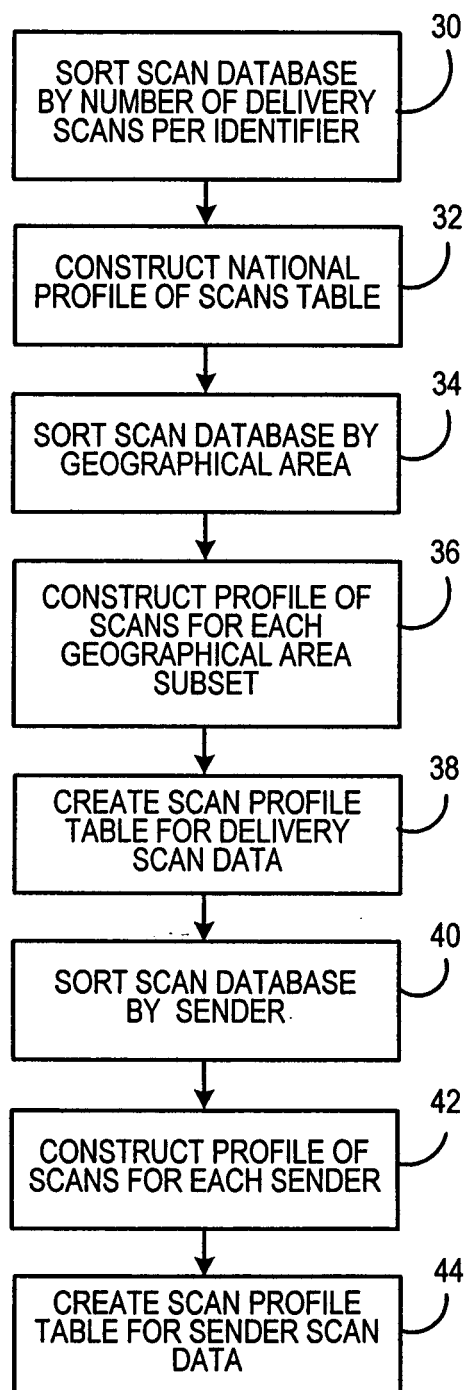 30
SORT SCAN DATABASE
BY NUMBER OF DELIVERY
SCANS PER IDENTIFIER
32
CONSTRUCT NATIONAL
PROFILE OF SCANS TABLE
34
SORT SCAN DATABASE BY
GEOGRAPHICAL AREA
36
CONSTRUCT PROFILE OF
SCANS FOR EACH
GEOGRAPHICAL AREA
SUBSET
38
CREATE SCAN PROFILE
TABLE FOR DELIVERY
SCAN DATA
40
SORT SCAN DATABASE
BY SENDER
42
CONSTRUCT PROFILE OF
SCANS FOR EACH SENDER
44
CREATE SCAN PROFILE
TABLE FOR SENDER SCAN
DATA